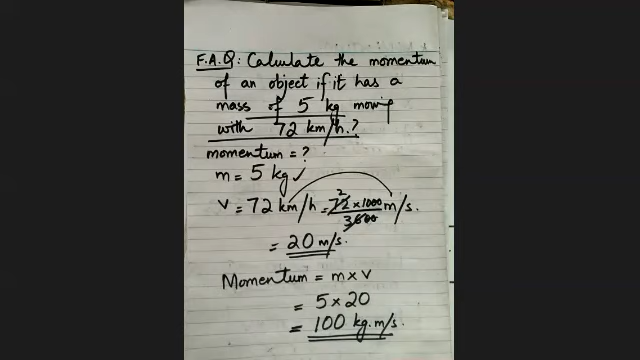 F.A.Q: Calculate the momentum
of an object if it has a
mass of 5 kg moving
with 72 km/h.?
momentum = ?
m = 5 kg ✓
v = 72 km/h = 72 × 1000 / 3600 m/s.
2
= 20 m/s.
Momentum = m × v
= 5 × 20
= 100 kg.m/s.